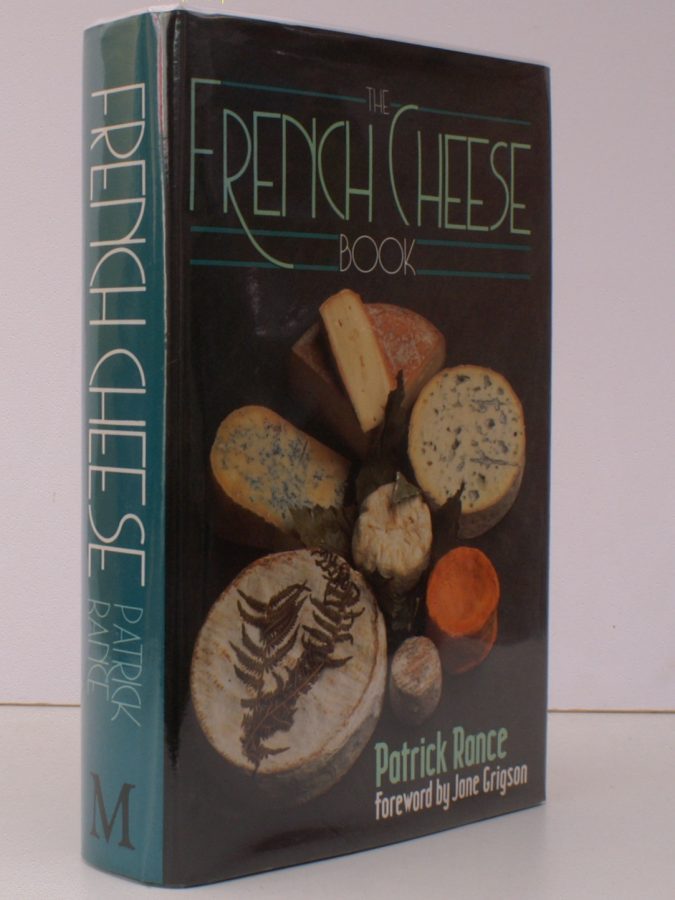 FRENCH CHEESE
PATRICK
RANCE
M
THE
FRENCH CHEESE
BOOK
Patrick Rance
foreword by Jane Grigson